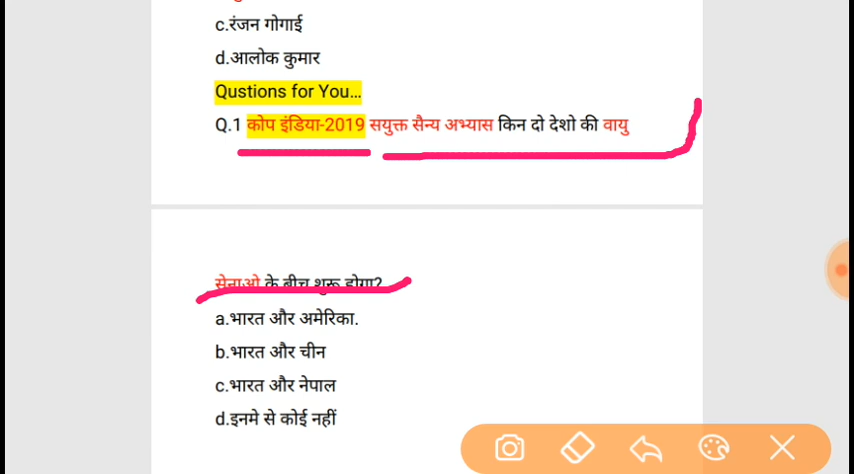 c.रंजन गोगाई
d.आलोक कुमार
Qustions for You...
Q.1 कोप इंडिया-2019 सयुक्त सैन्य अभ्यास किन दो देशो की वायु
सेनाओ के बीच शुरू होगा?
a.भारत और अमेरिका.
b.भारत और चीन
c.भारत और नेपाल
d.इनमे से कोई नहीं